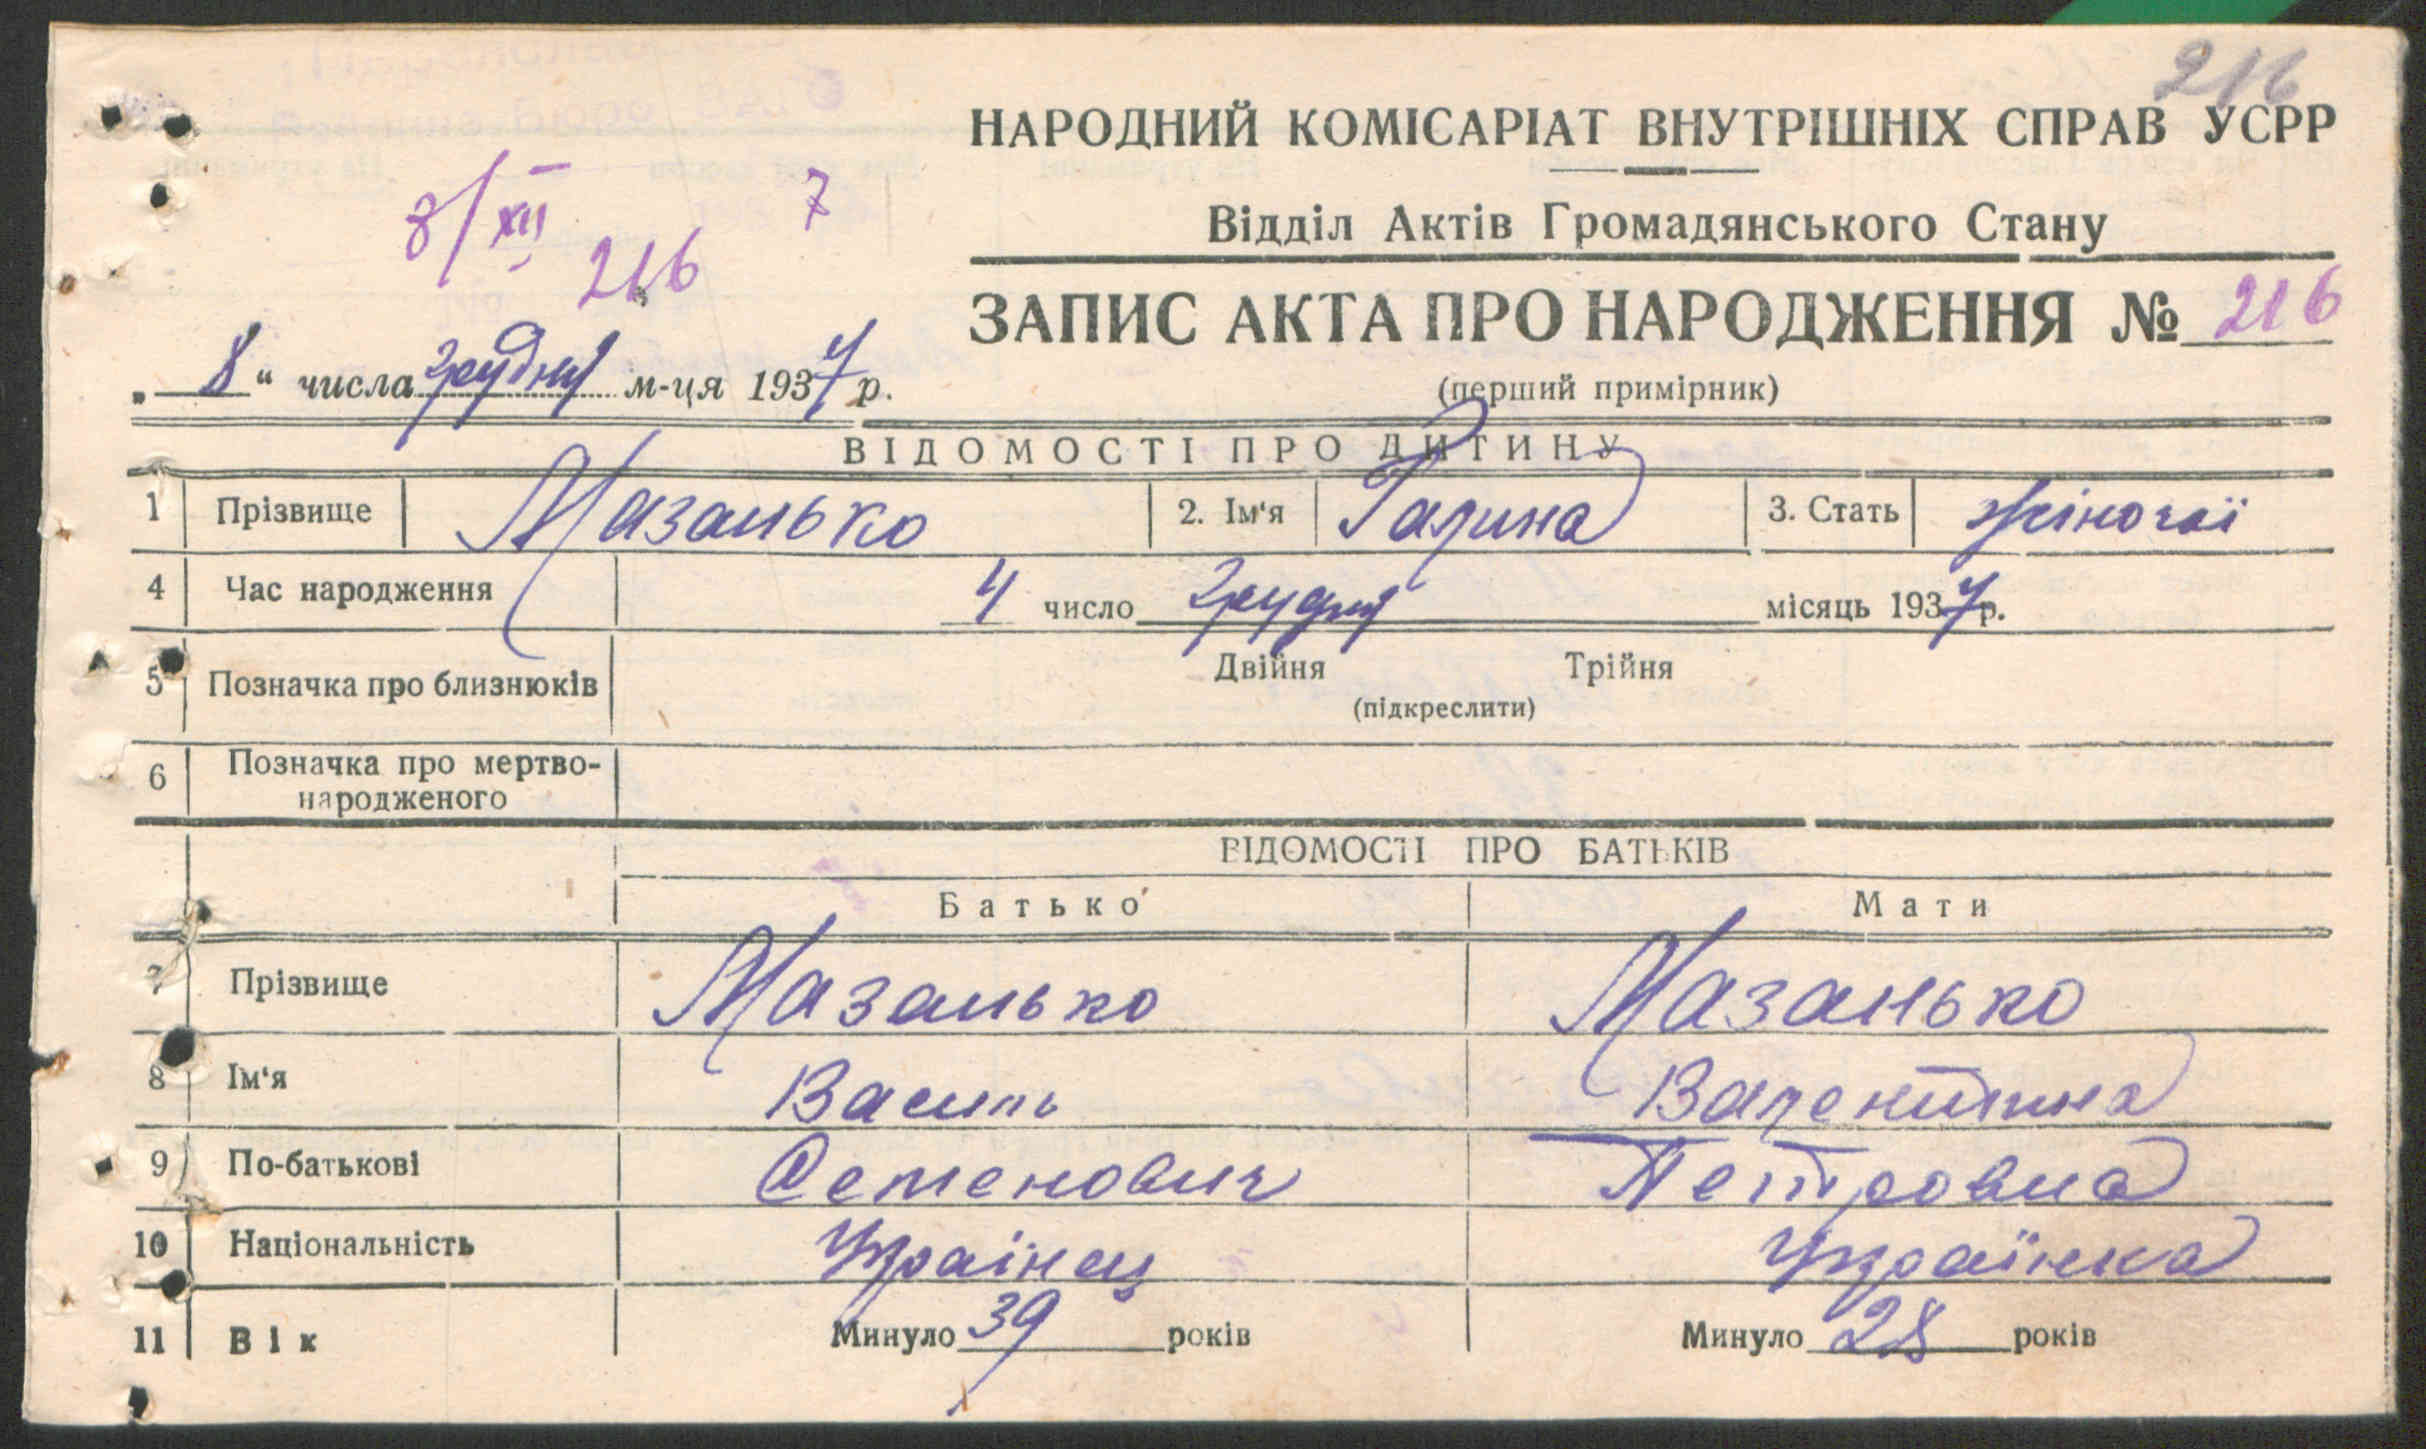 216
НАРОДНИЙ КОМІСАРІАТ ВНУТРІШНІХ СПРАВ УСРР
8/XII 7
216
Відділ Актів Громадянського Стану
ЗАПИС АКТА ПРО НАРОДЖЕННЯ № 216
„ 8 “ числа грудня м-ця 1937 р.
(перший примірник)
ВІДОМОСТІ ПРО ДИТИНУ
1 Прізвище Мазанько 2. Ім'я Галина 3. Стать жіночаї
4 Час народження 4 число грудня місяць 1937 р.
5 Позначка про близнюків Двійня Трійня
(підкреслити)
6 Позначка про мертво-
народженого
ВІДОМОСТІ ПРО БАТЬКІВ
Батько Мати
7 Прізвище Мазанько Мазанько
8 Ім'я Василь Валентина
9 По-батькові Семенович Петровна
10 Національність Українец Українка
11 Вік Минуло 39 років Минуло 28 років